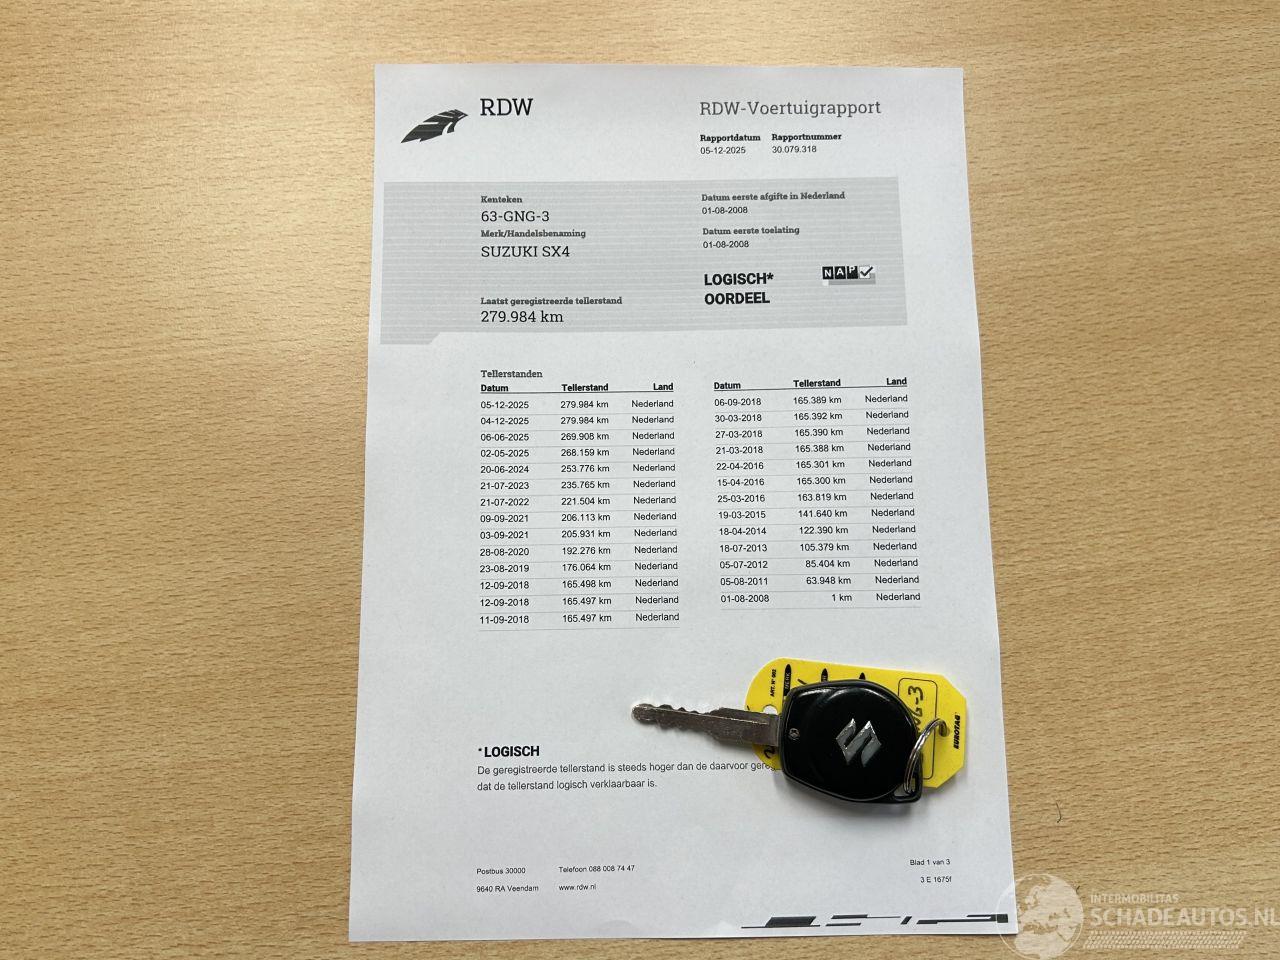 RDW
RDW-Voertuigrapport
Rapportdatum Rapportnummer
05-12-2025 30.079.318
Kenteken
63-GNG-3
Merk/Handelsbenaming
SUZUKI SX4
Laatst geregistreerde tellerstand
279.984 km
Datum eerste afgifte in Nederland
01-08-2008
Datum eerste toelating
01-08-2008
LOGISCH*
OORDEEL
NAP
Tellerstanden
Datum Tellerstand Land
05-12-2025 279.984 km Nederland
04-12-2025 279.984 km Nederland
06-06-2025 269.908 km Nederland
02-05-2025 268.159 km Nederland
20-06-2024 253.776 km Nederland
21-07-2023 235.765 km Nederland
21-07-2022 221.504 km Nederland
09-09-2021 206.113 km Nederland
03-09-2021 205.931 km Nederland
28-08-2020 192.276 km Nederland
23-08-2019 176.064 km Nederland
12-09-2018 165.498 km Nederland
12-09-2018 165.497 km Nederland
11-09-2018 165.497 km Nederland
Datum Tellerstand Land
06-09-2018 165.389 km Nederland
30-03-2018 165.392 km Nederland
27-03-2018 165.390 km Nederland
21-03-2018 165.388 km Nederland
22-04-2016 165.301 km Nederland
15-04-2016 165.300 km Nederland
25-03-2016 163.819 km Nederland
19-03-2015 141.640 km Nederland
18-04-2014 122.390 km Nederland
18-07-2013 105.379 km Nederland
05-07-2012 85.404 km Nederland
05-08-2011 63.948 km Nederland
01-08-2008 1 km Nederland
ART. N° 902
EUROTAG
*LOGISCH
De geregistreerde tellerstand is steeds hoger dan de daarvoor
dat de tellerstand logisch verklaarbaar is.
Postbus 30000 Telefoon 088 008 74 47
9640 RA Veendam www.rdw.nl
Blad 1 van 3
3 E 1675f
INTERMOBILITAS
SCHADEAUTOS.NL